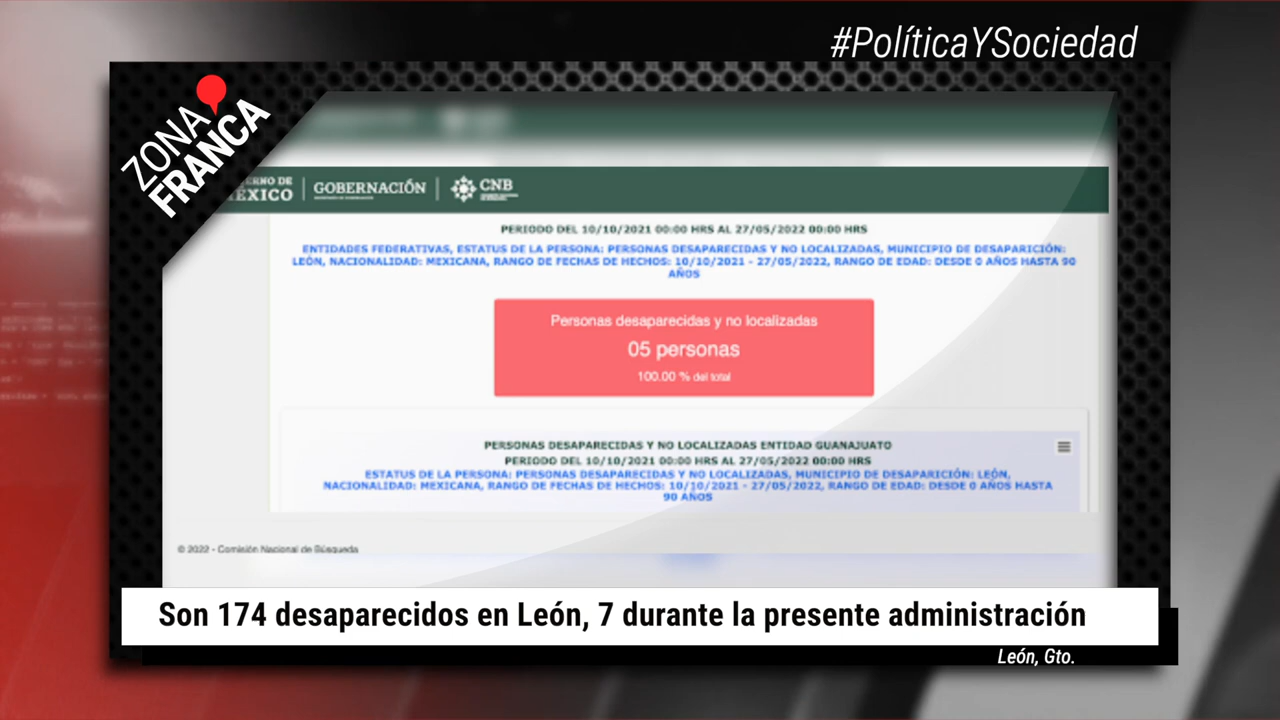 #PolíticaYSociedad
ZONA
FRANCA
ERNO DE
MÉXICO
GOBERNACIÓN
CNB
PERIODO DEL 10/10/2021 00:00 HRS AL 27/05/2022 00:00 HRS
ENTIDADES FEDERATIVAS, ESTATUS DE LA PERSONA: PERSONAS DESAPARECIDAS Y NO LOCALIZADAS, MUNICIPIO DE DESAPARICIÓN:
LEÓN, NACIONALIDAD: MEXICANA, RANGO DE FECHAS DE HECHOS: 10/10/2021 - 27/05/2022, RANGO DE EDAD: DESDE 0 AÑOS HASTA 90
AÑOS
Personas desaparecidas y no localizadas
05 personas
100.00 % del total
PERSONAS DESAPARECIDAS Y NO LOCALIZADAS ENTIDAD GUANAJUATO
PERIODO DEL 10/10/2021 00:00 HRS AL 27/05/2022 00:00 HRS
ESTATUS DE LA PERSONA: PERSONAS DESAPARECIDAS Y NO LOCALIZADAS, MUNICIPIO DE DESAPARICIÓN: LEÓN,
NACIONALIDAD: MEXICANA, RANGO DE FECHAS DE HECHOS: 10/10/2021 - 27/05/2022, RANGO DE EDAD: DESDE 0 AÑOS HASTA
90 AÑOS
© 2022 - Comisión Nacional de Búsqueda
Son 174 desaparecidos en León, 7 durante la presente administración
León, Gto.